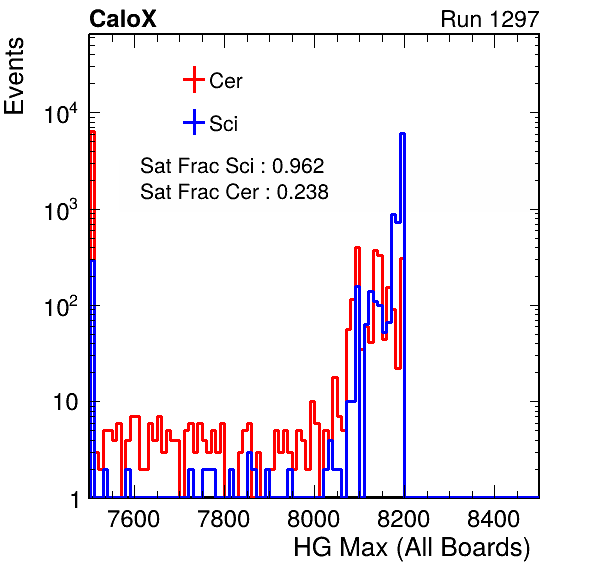 CaloX Run 1297
Events
Cer
Sci
Sat Frac Sci : 0.962
Sat Frac Cer : 0.238
10⁴
10³
10²
10
1
7600 7800 8000 8200 8400
HG Max (All Boards)